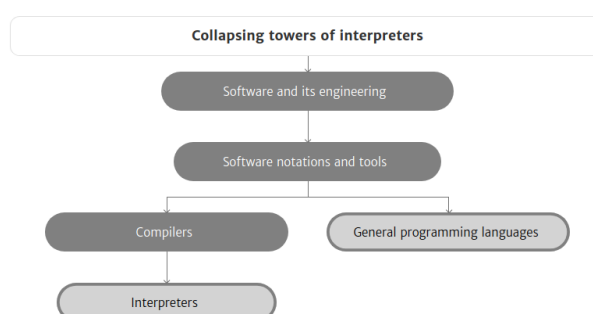 Collapsing towers of interpreters
Software and its engineering
Software notations and tools
Compilers
General programming languages
Interpreters